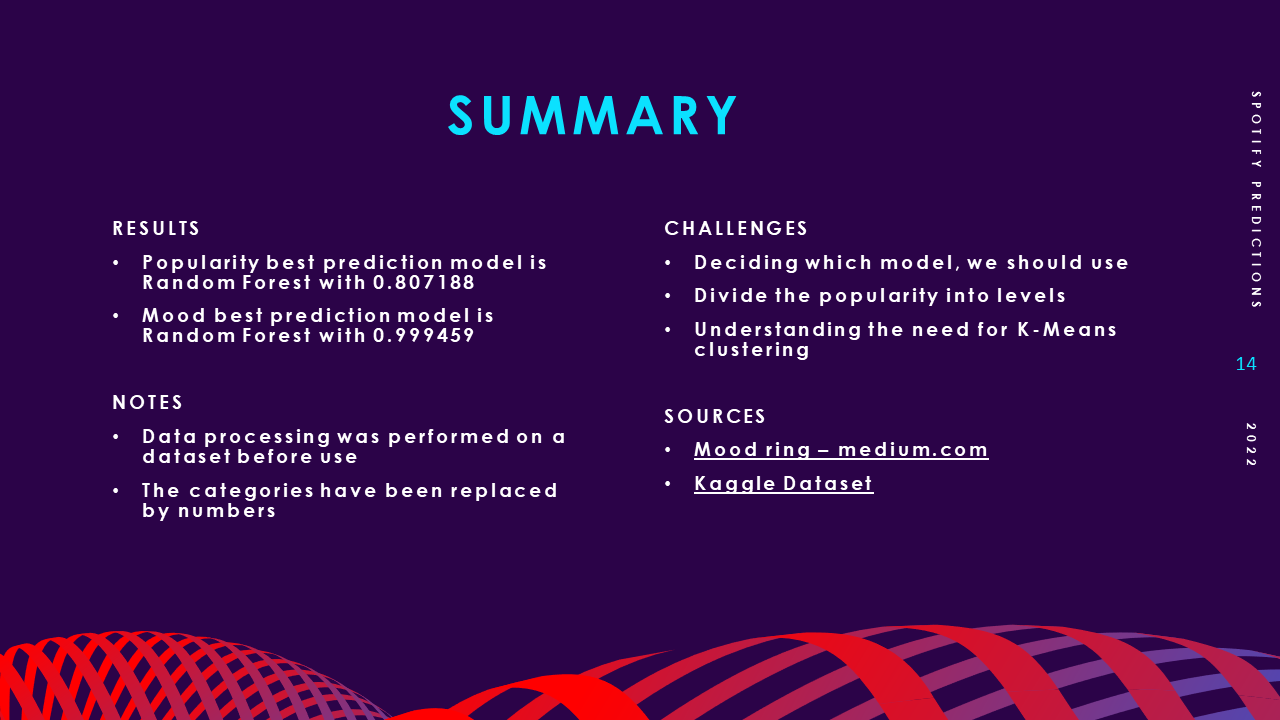 SUMMARY
RESULTS
• Popularity best prediction model is
Random Forest with 0.807188
• Mood best prediction model is
Random Forest with 0.999459
NOTES
• Data processing was performed on a
dataset before use
• The categories have been replaced
by numbers
CHALLENGES
• Deciding which model, we should use
• Divide the popularity into levels
• Understanding the need for K-Means
clustering
SOURCES
• Mood ring – medium.com
• Kaggle Dataset
SPOTIFY PREDICTIONS
14
2022